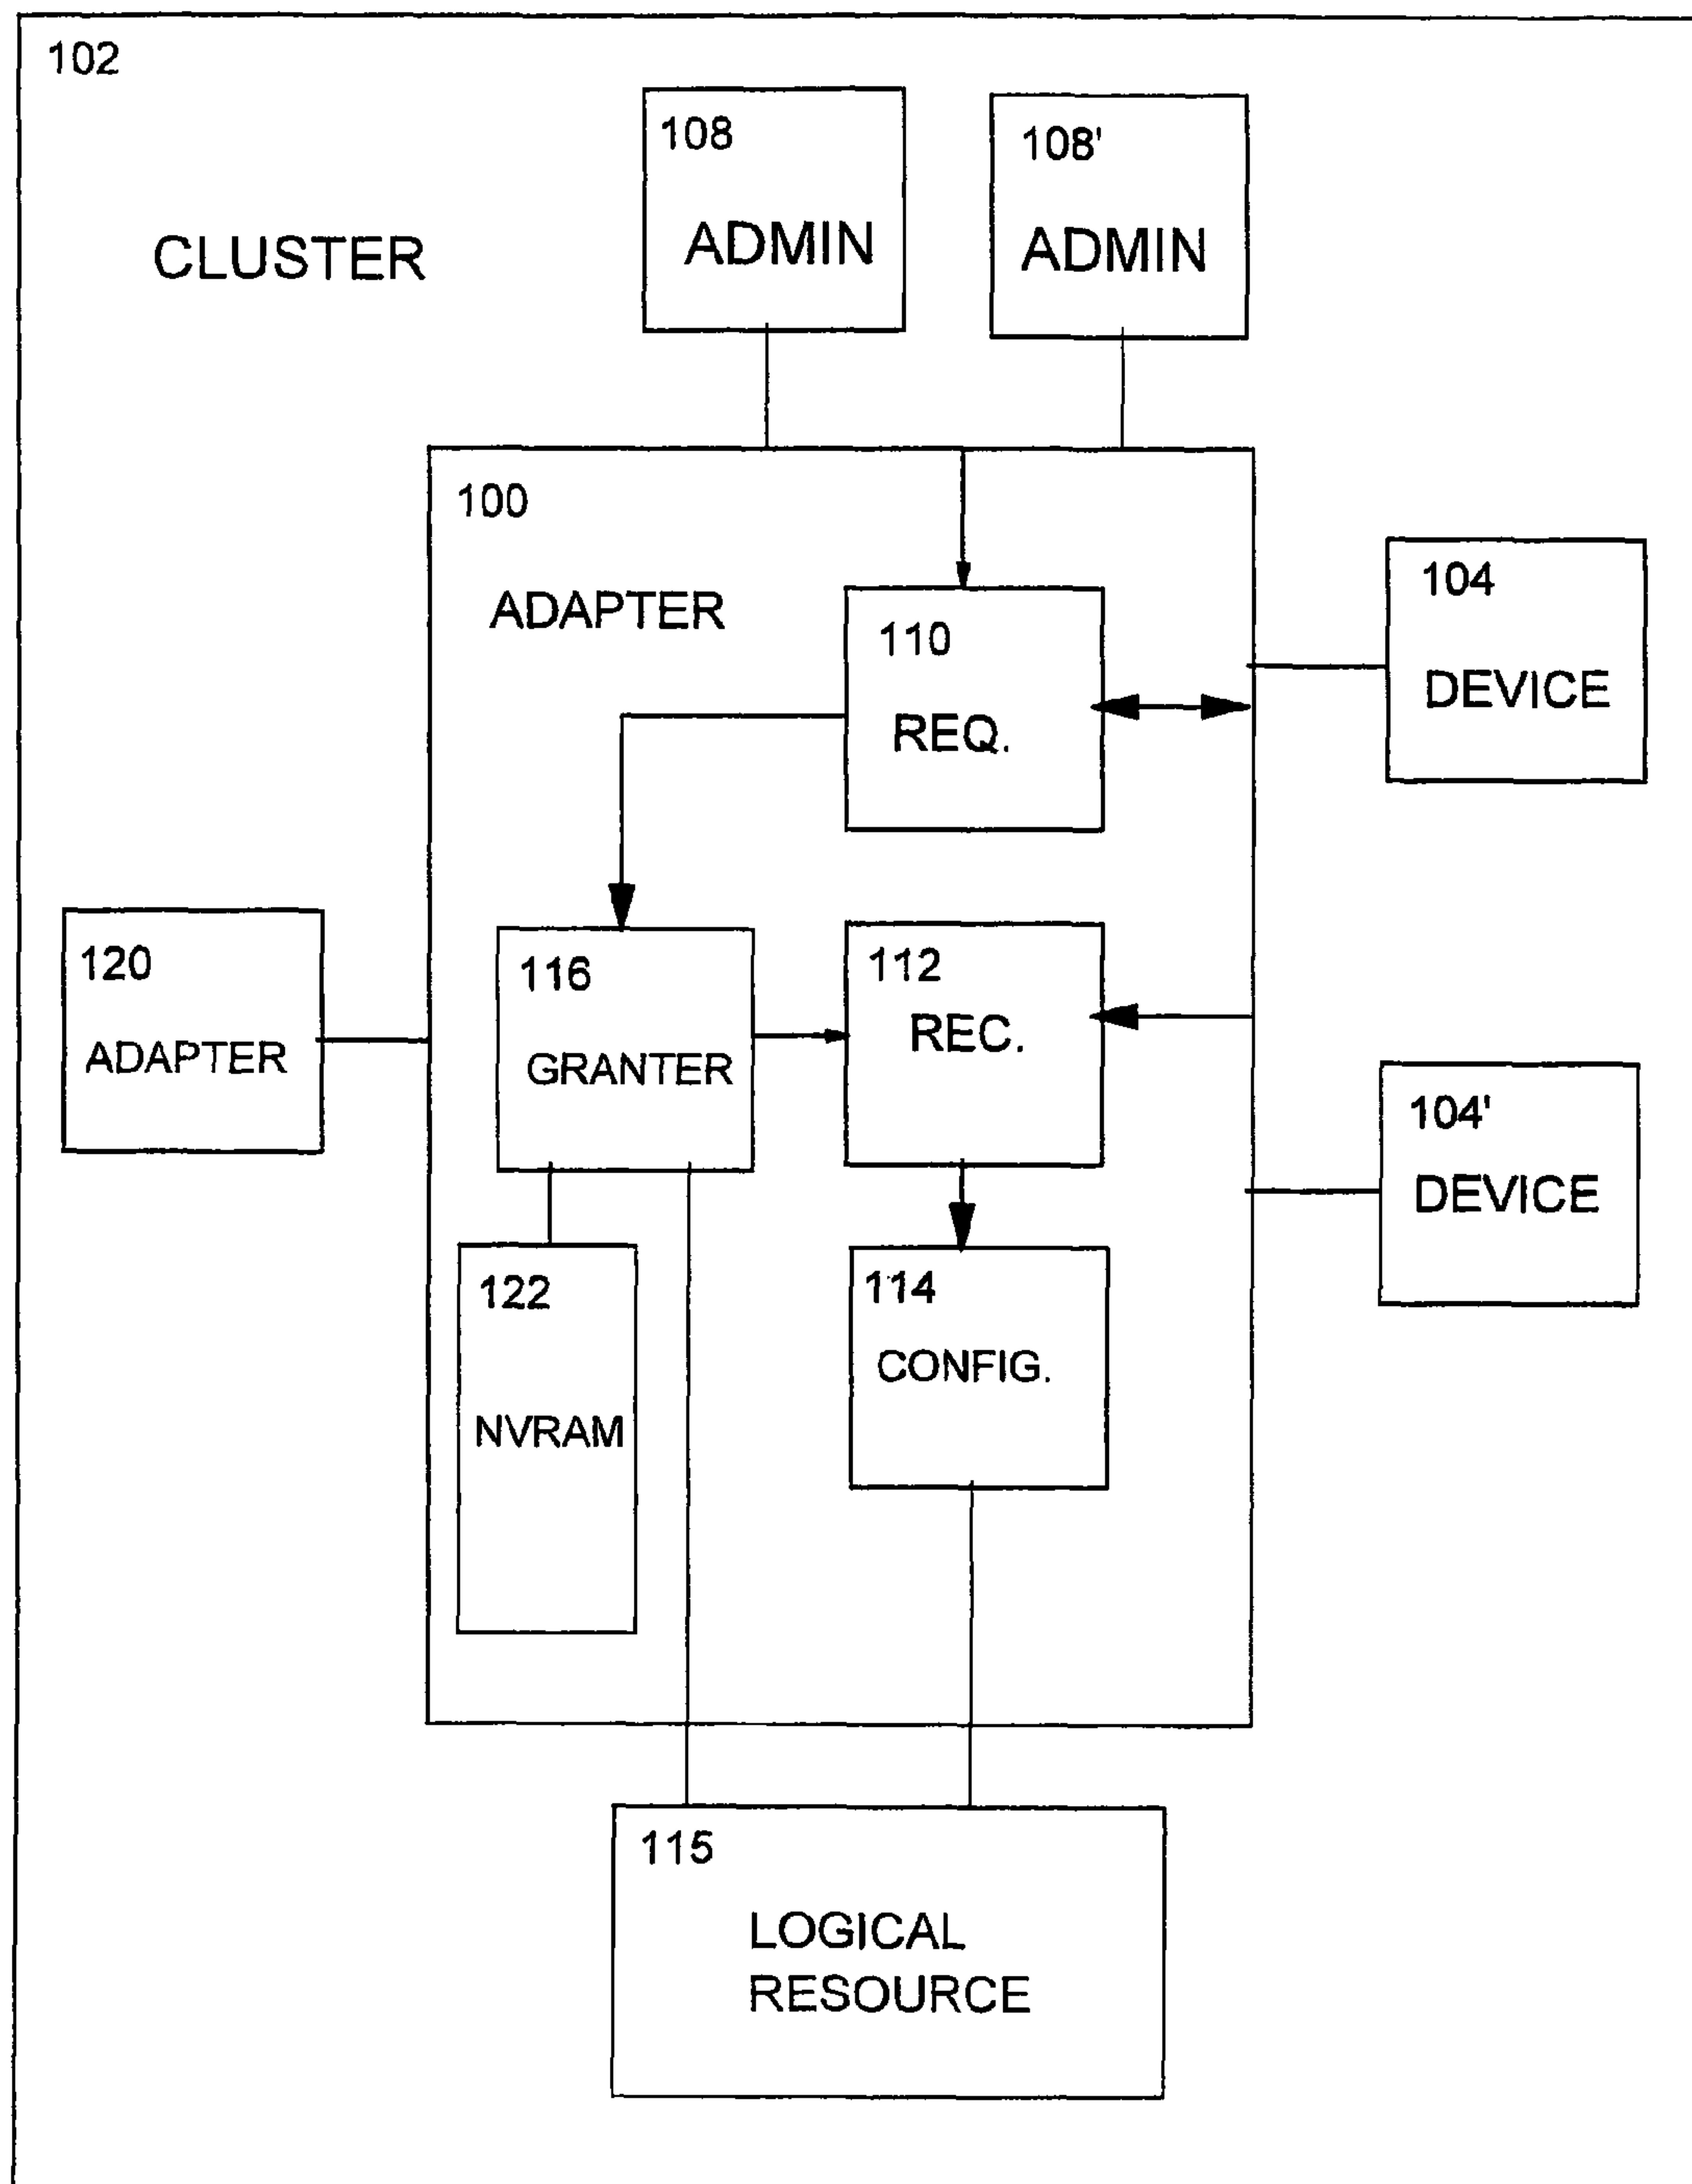 102
CLUSTER
108
ADMIN
108'
ADMIN
100
ADAPTER
110
REQ.
104
DEVICE
120
ADAPTER
116
GRANTER
112
REC.
104'
DEVICE
122
NVRAM
114
CONFIG.
115
LOGICAL
RESOURCE